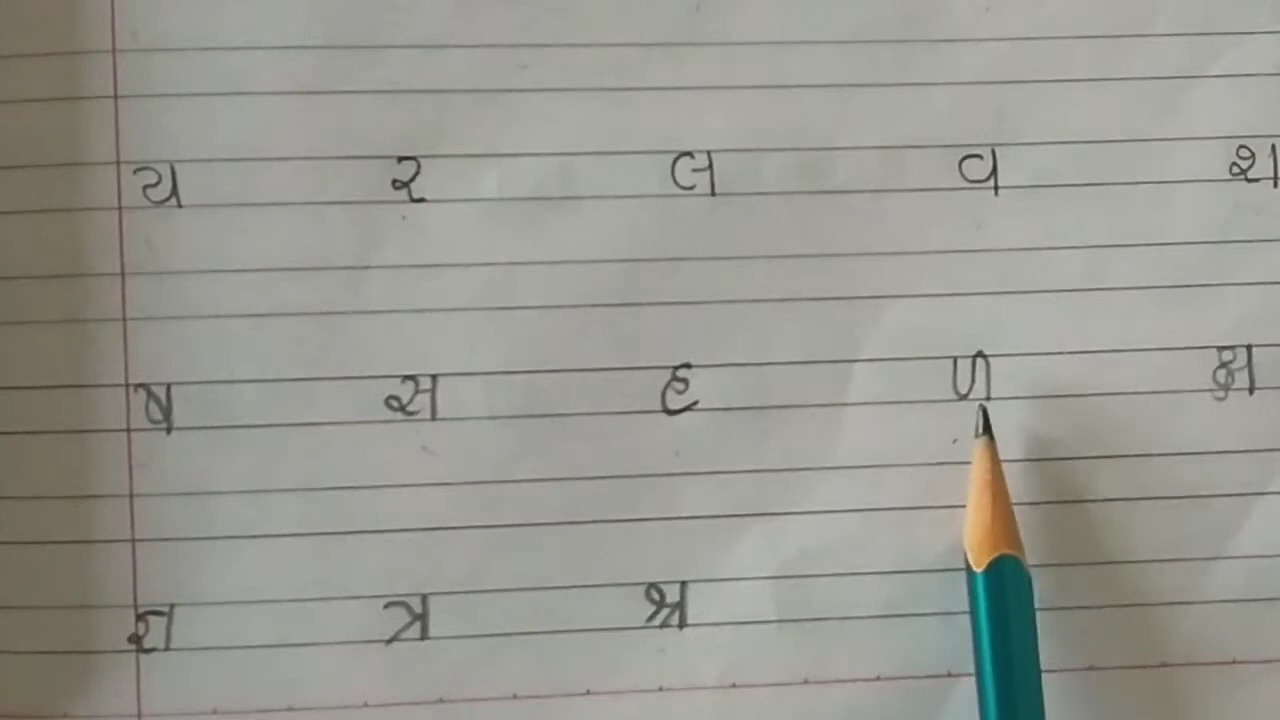 ય ર લ વ શ
ષ સ હ ળ ક્ષ
જ્ઞ ત્ર શ્ર